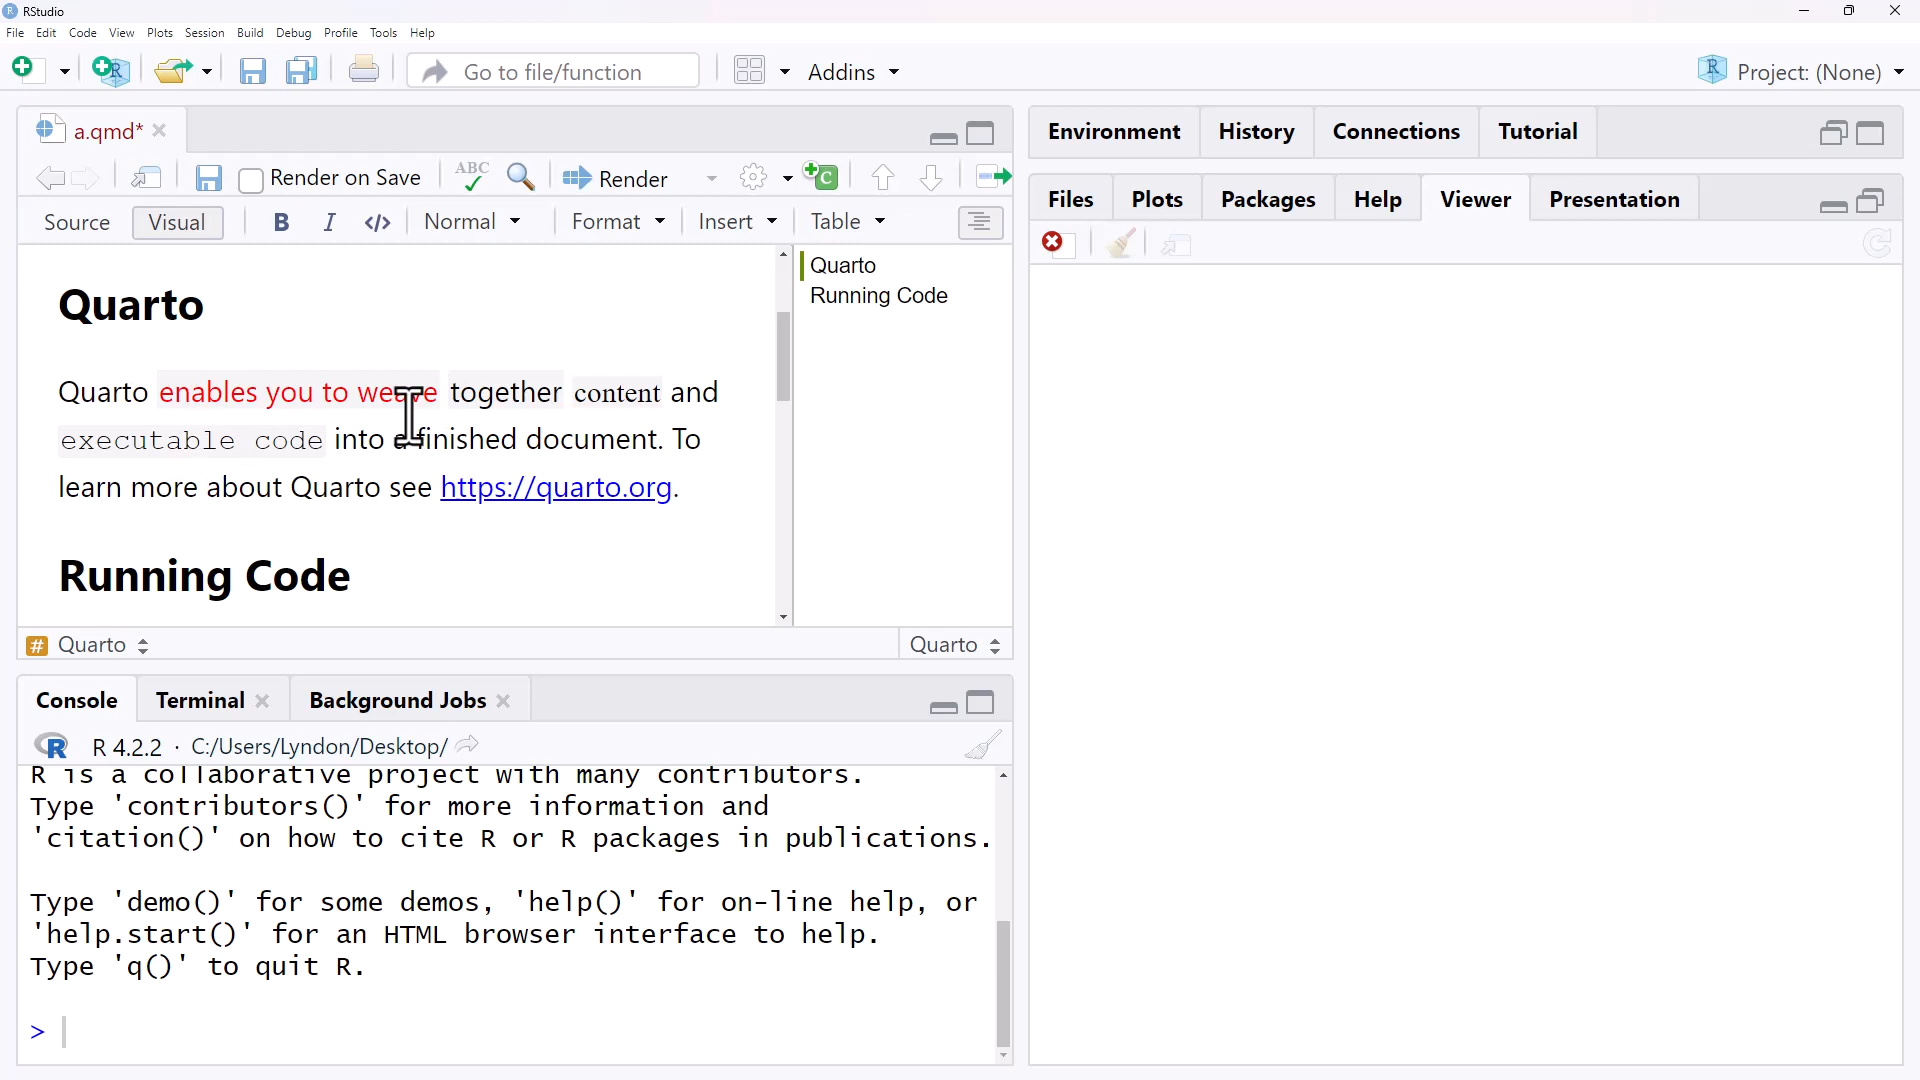 RStudio
File Edit Code View Plots Session Build Debug Profile Tools Help
Go to file/function
Addins
Project: (None)
a.qmd*
Render on Save
ABC
Render
Source Visual B I </> Normal Format Insert Table
Quarto
Quarto enables you to weave together content and
executable code into a finished document. To
learn more about Quarto see https://quarto.org.
Running Code
Quarto
Running Code
# Quarto
Quarto
Console Terminal Background Jobs
R 4.2.2 · C:/Users/Lyndon/Desktop/
R is a collaborative project with many contributors.
Type 'contributors()' for more information and
'citation()' on how to cite R or R packages in publications.
Type 'demo()' for some demos, 'help()' for on-line help, or
'help.start()' for an HTML browser interface to help.
Type 'q()' to quit R.
>
Environment History Connections Tutorial
Files Plots Packages Help Viewer Presentation